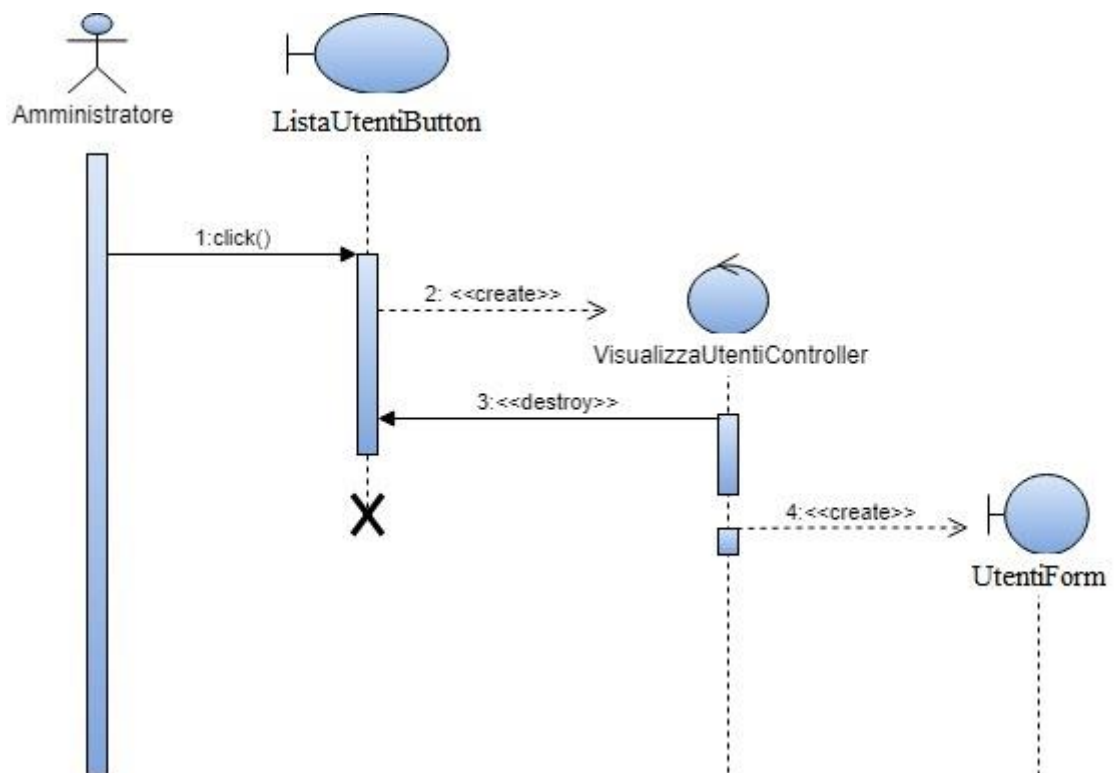 Amministratore
ListaUtentiButton
1:click()
2: <<create>>
VisualizzaUtentiController
3:<<destroy>>
4:<<create>>
UtentiForm